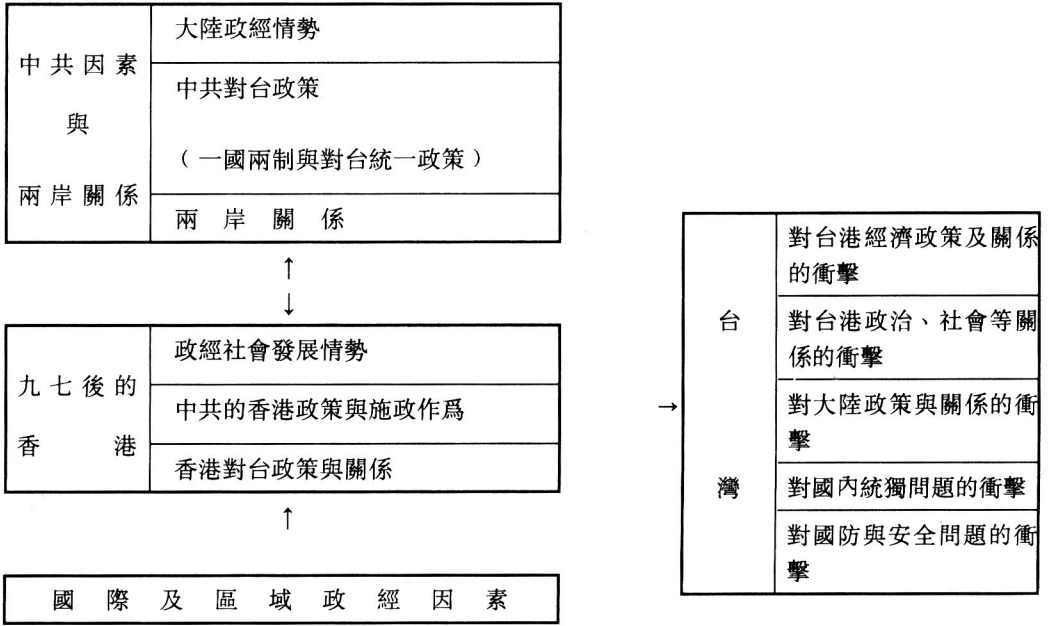 中共因素
與
兩岸關係
大陸政經情勢
中共對台政策
（一國兩制與對台統一政策）
兩岸關係
↑
↓
九七後的
香港
政經社會發展情勢
中共的香港政策與施政作爲
香港對台政策與關係
↑
國際及區域政經因素
→
台
灣
對台港經濟政策及關係
的衝擊
對台港政治、社會等關
係的衝擊
對大陸政策與關係的衝
擊
對國內統獨問題的衝擊
對國防與安全問題的衝
擊